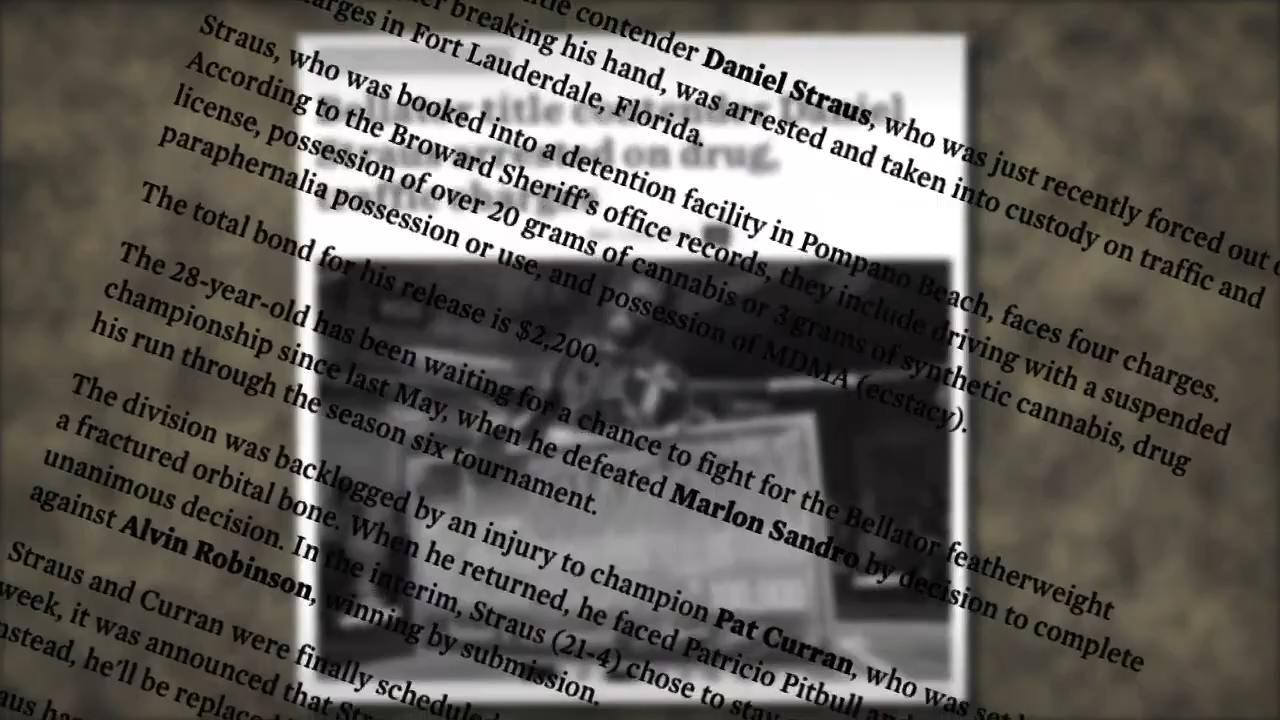 title contender Daniel Straus, who was just recently forced out
breaking his hand, was arrested and taken into custody on traffic and
charges in Fort Lauderdale, Florida.
Straus, who was booked into a detention facility in Pompano Beach, faces four charges.
According to the Broward Sheriff's office records, they include driving with a suspended
license, possession of over 20 grams of cannabis or 3 grams of synthetic cannabis, drug
paraphernalia possession or use, and possession of MDMA (ecstacy).
The total bond for his release is $2,200.
The 28-year-old has been waiting for a chance to fight for the Bellator featherweight
championship since last May, when he defeated Marlon Sandro by decision to complete
his run through the season six tournament.
The division was backlogged by an injury to champion Pat Curran, who was
a fractured orbital bone. When he returned, he faced Patricio Pitbull and
unanimous decision. In the interim, Straus (21-4) chose to stay
against Alvin Robinson, winning by submission.
Straus and Curran were finally scheduled
week, it was announced that
instead, he'll be replaced